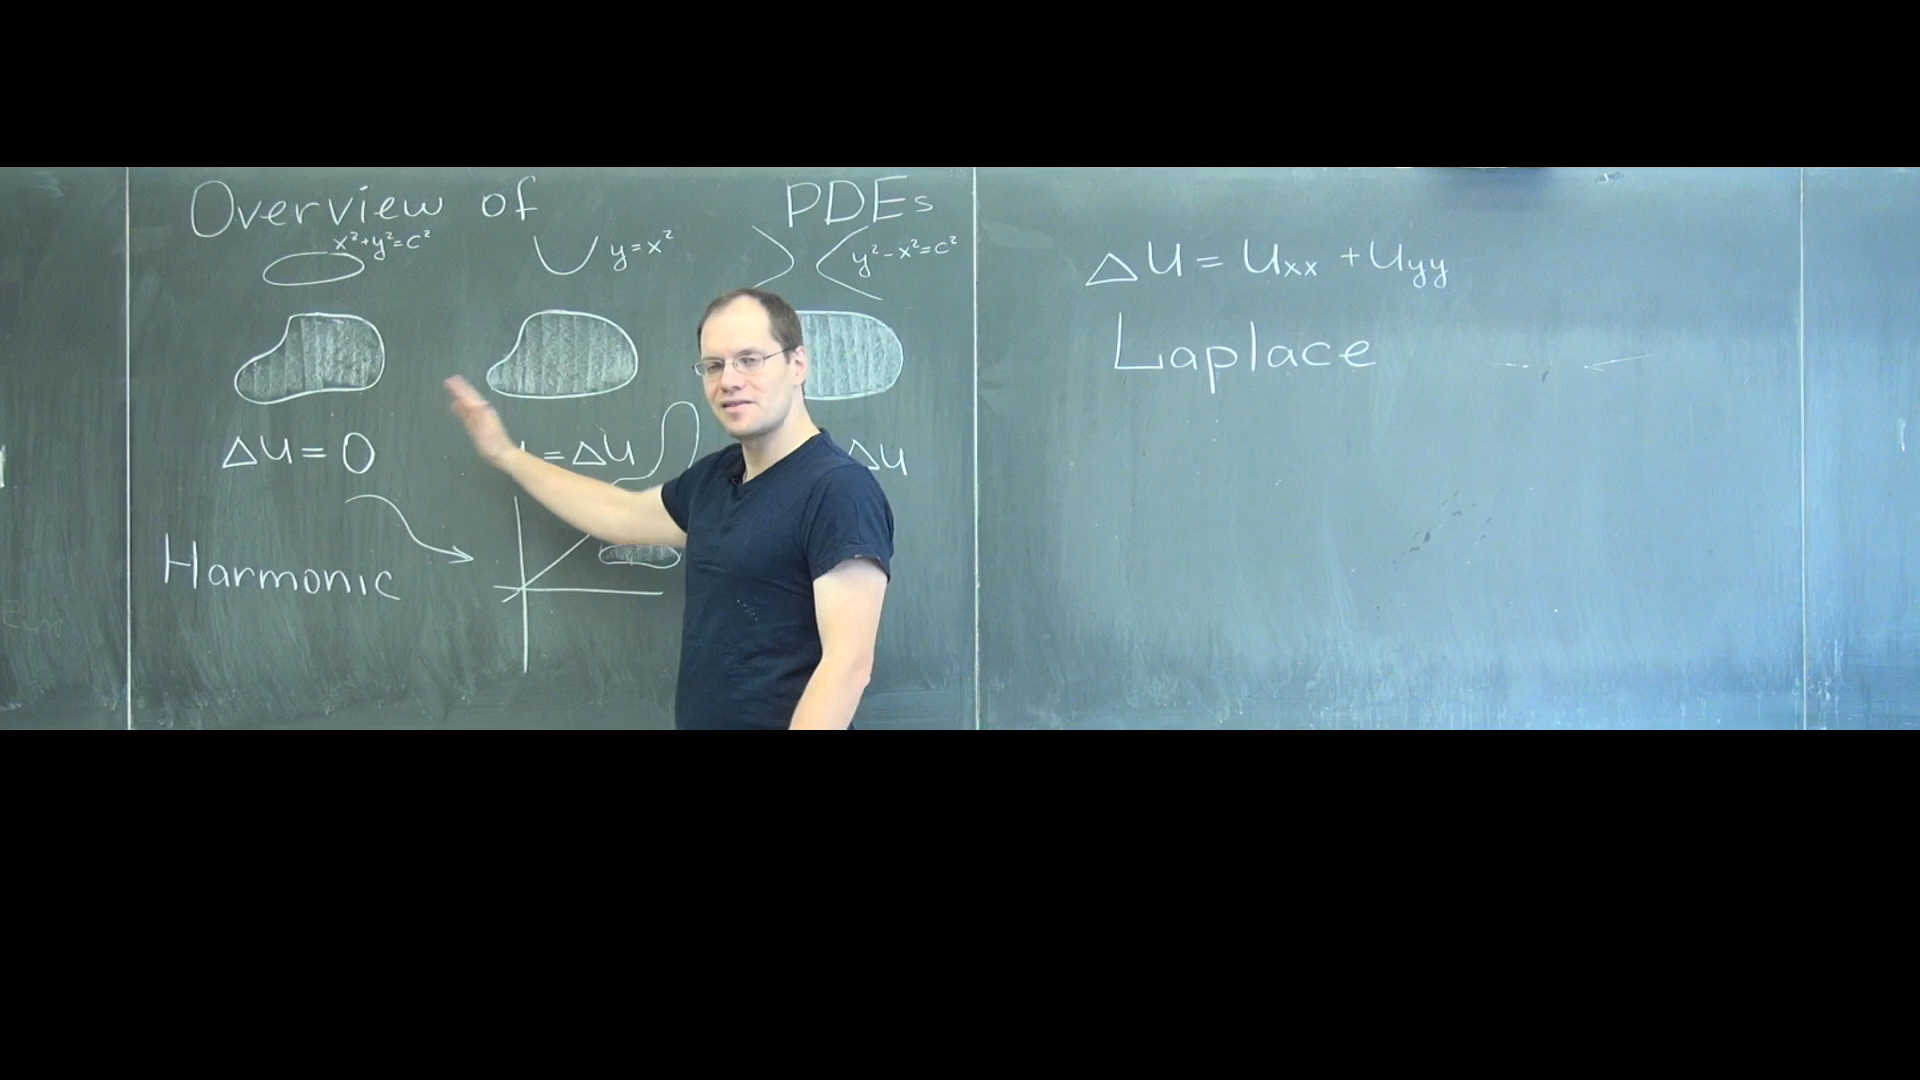 Overview of PDEs
x²+y²=c²
y=x²
y²-x²=c²
Δu=0
=Δu
Δu
Harmonic
Δu=uxx+uyy
Laplace